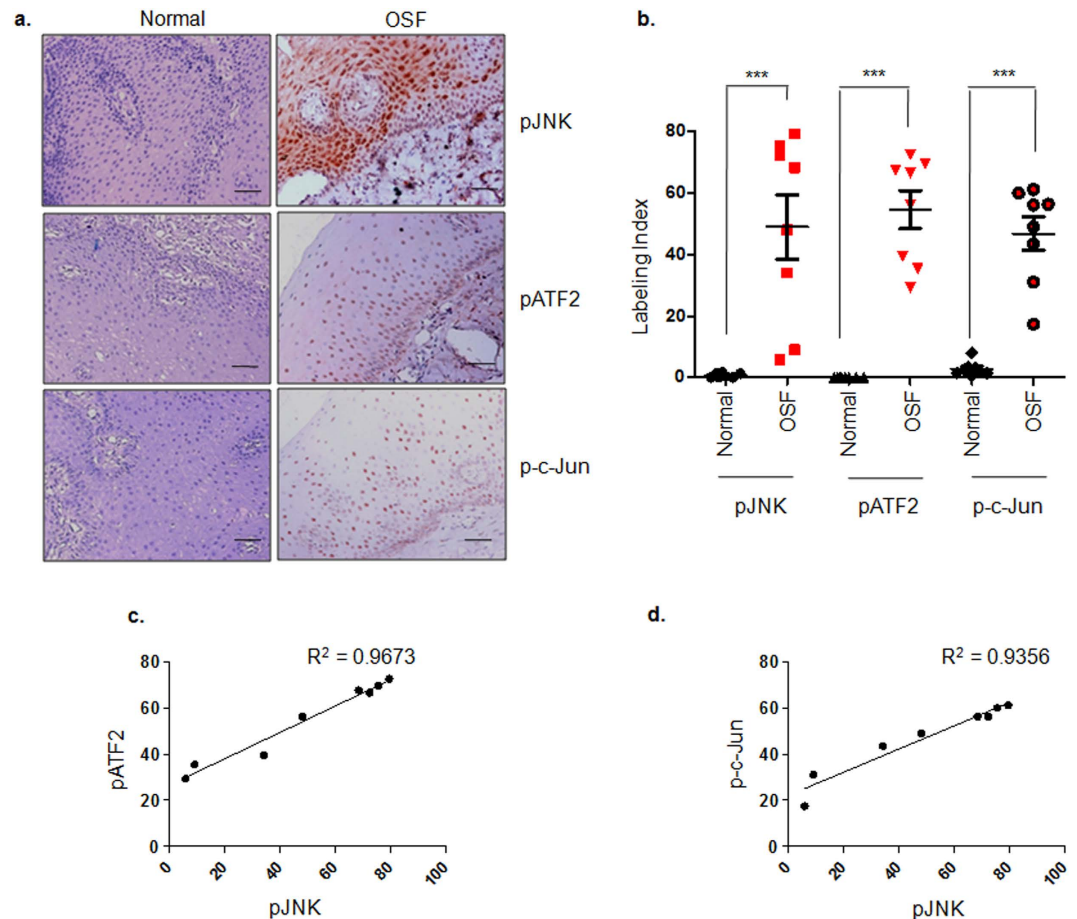 a.
Normal
OSF
pJNK
pATF2
p-c-Jun
b.
***
***
***
Labeling Index
80
60
40
20
0
Normal
OSF
Normal
OSF
Normal
OSF
pJNK
pATF2
p-c-Jun
c.
R² = 0.9673
pATF2
80
60
40
20
0
0
20
40
60
80
100
pJNK
d.
R² = 0.9356
p-c-Jun
80
60
40
20
0
0
20
40
60
80
100
pJNK